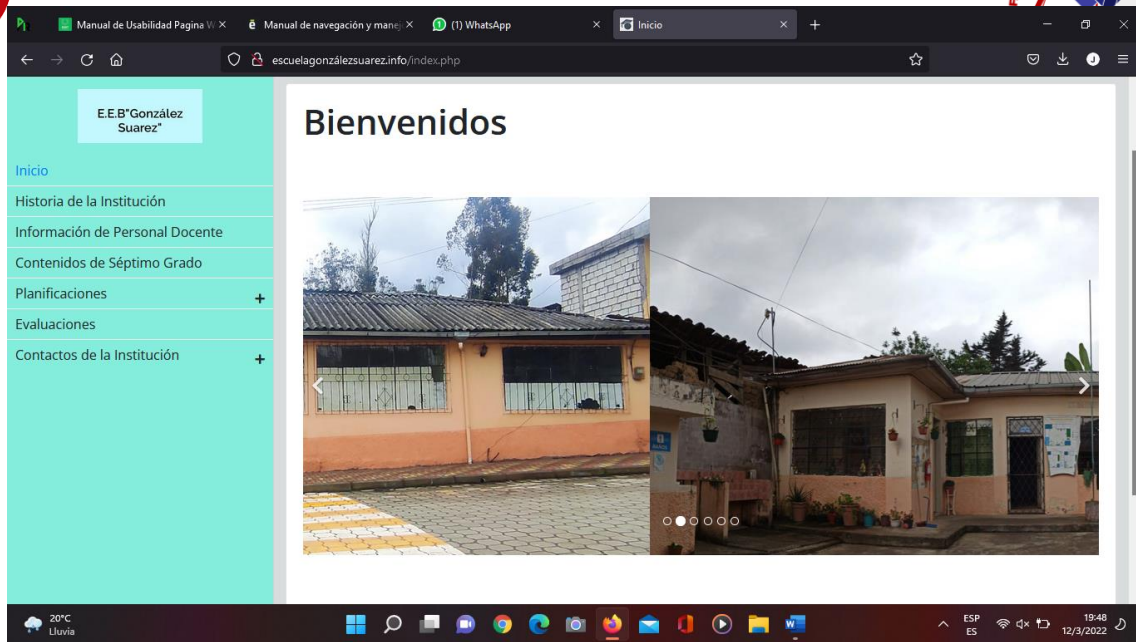 Manual de Usabilidad Pagina W
Manual de navegación y manej
(1) WhatsApp
Inicio
escuelagonzálezsuarez.info/index.php
E.E.B"González
Suarez"
Inicio
Historia de la Institución
Información de Personal Docente
Contenidos de Séptimo Grado
Planificaciones
+
Evaluaciones
Contactos de la Institución
+
Bienvenidos
20°C
Lluvia
ESP
ES
19:48
12/3/2022